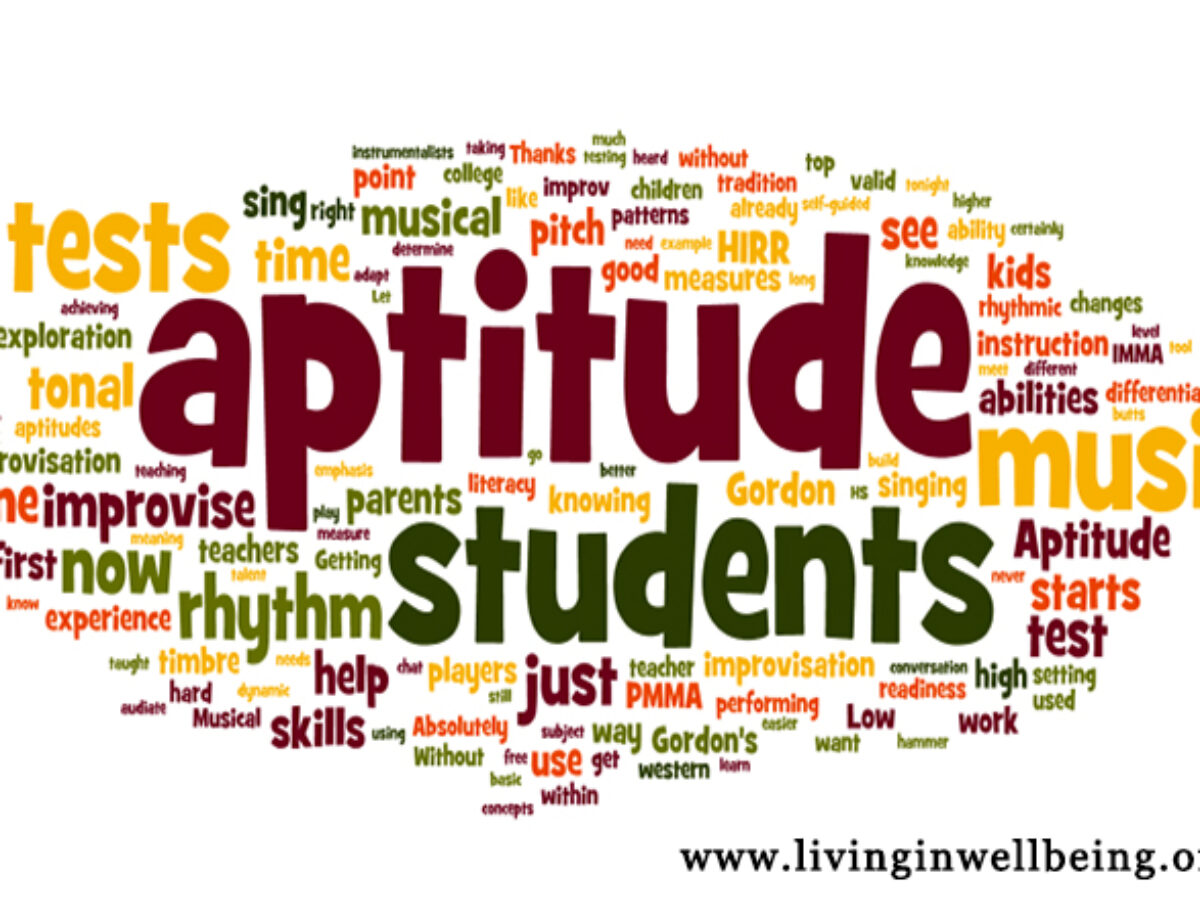 much
instrumentalists taking Thanks testing heard without top
point college like improv children tradition valid tonight
sing right musical pitch patterns already self-guided higher
tests time determine need example HIRR see ability certainly
adapt Let good measures long knowledge kids
achieving aptitude rhythmic changes
exploration instruction level IMMA tool
tonal meet different
aptitudes abilities differentia
butts
rovisation teaching emphasis go better build musi
ne improvise parents literacy knowing Gordon HS singing
play measure
meaning Aptitude
first now teachers Getting students never starts
talent
know experience rhythm test
taught timbre needs help chat players just teacher improvisation conversation high setting
hard dynamic still PMMA performing readiness used
audiate Musical skills using Absolutely subject way Gordon's easier Low work
Without free use get western learn want hammer
basic
concepts within
www.livinginwellbeing.o